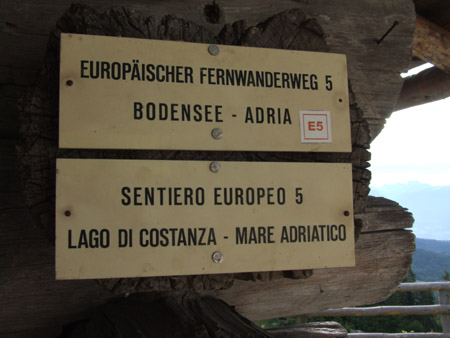 EUROPÄISCHER FERNWANDERWEG 5
BODENSEE - ADRIA
E5
SENTIERO EUROPEO 5
LAGO DI COSTANZA - MARE ADRIATICO